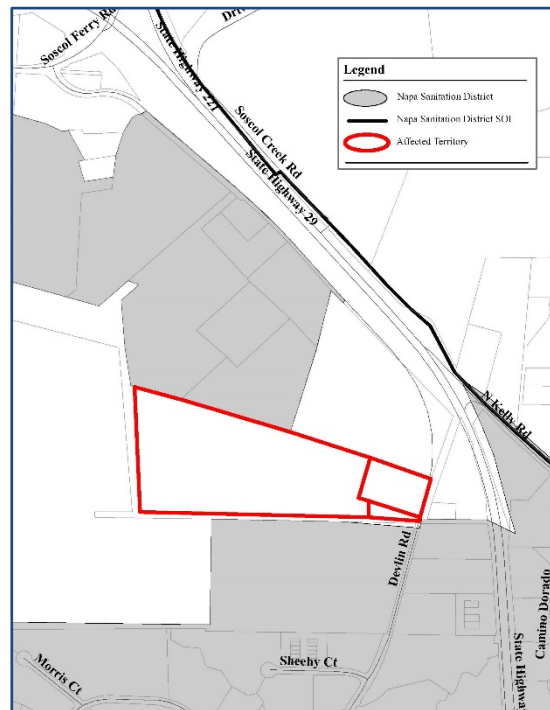 Soscol Ferry Rd
State Highway 221
Soscol Creek Rd
State Highway 29
Legend
Napa Sanitation District
Napa Sanitation District SOI
Affected Territory
N Kelly Rd
Devlin Rd
Camino Dorado
Sheehy Ct
State Highway
Morris Ct